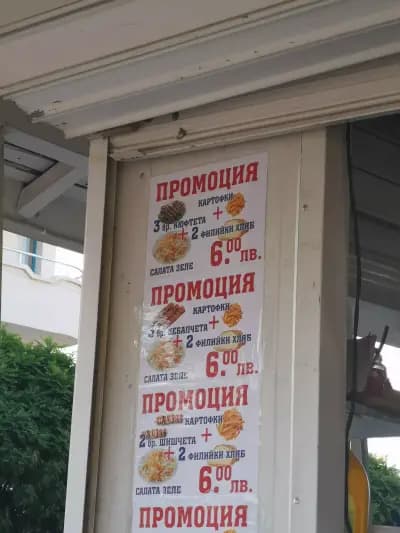 ПРОМОЦИЯ
КАРТОФКИ
3 бр. КЮФТЕТА +
+ 2 ФИЛИЙКИ ХЛЯБ
САЛАТА ЗЕЛЕ 6.00 ЛВ.
ПРОМОЦИЯ
КАРТОФКИ
3 бр. КЕБАПЧЕТА +
+ 2 ФИЛИЙКИ ХЛЯБ
САЛАТА ЗЕЛЕ 6.00 ЛВ.
ПРОМОЦИЯ
КАРТОФКИ
2 бр. ШИШЧЕТА +
+ 2 ФИЛИЙКИ ХЛЯБ
САЛАТА ЗЕЛЕ 6.00 ЛВ.
ПРОМОЦИЯ